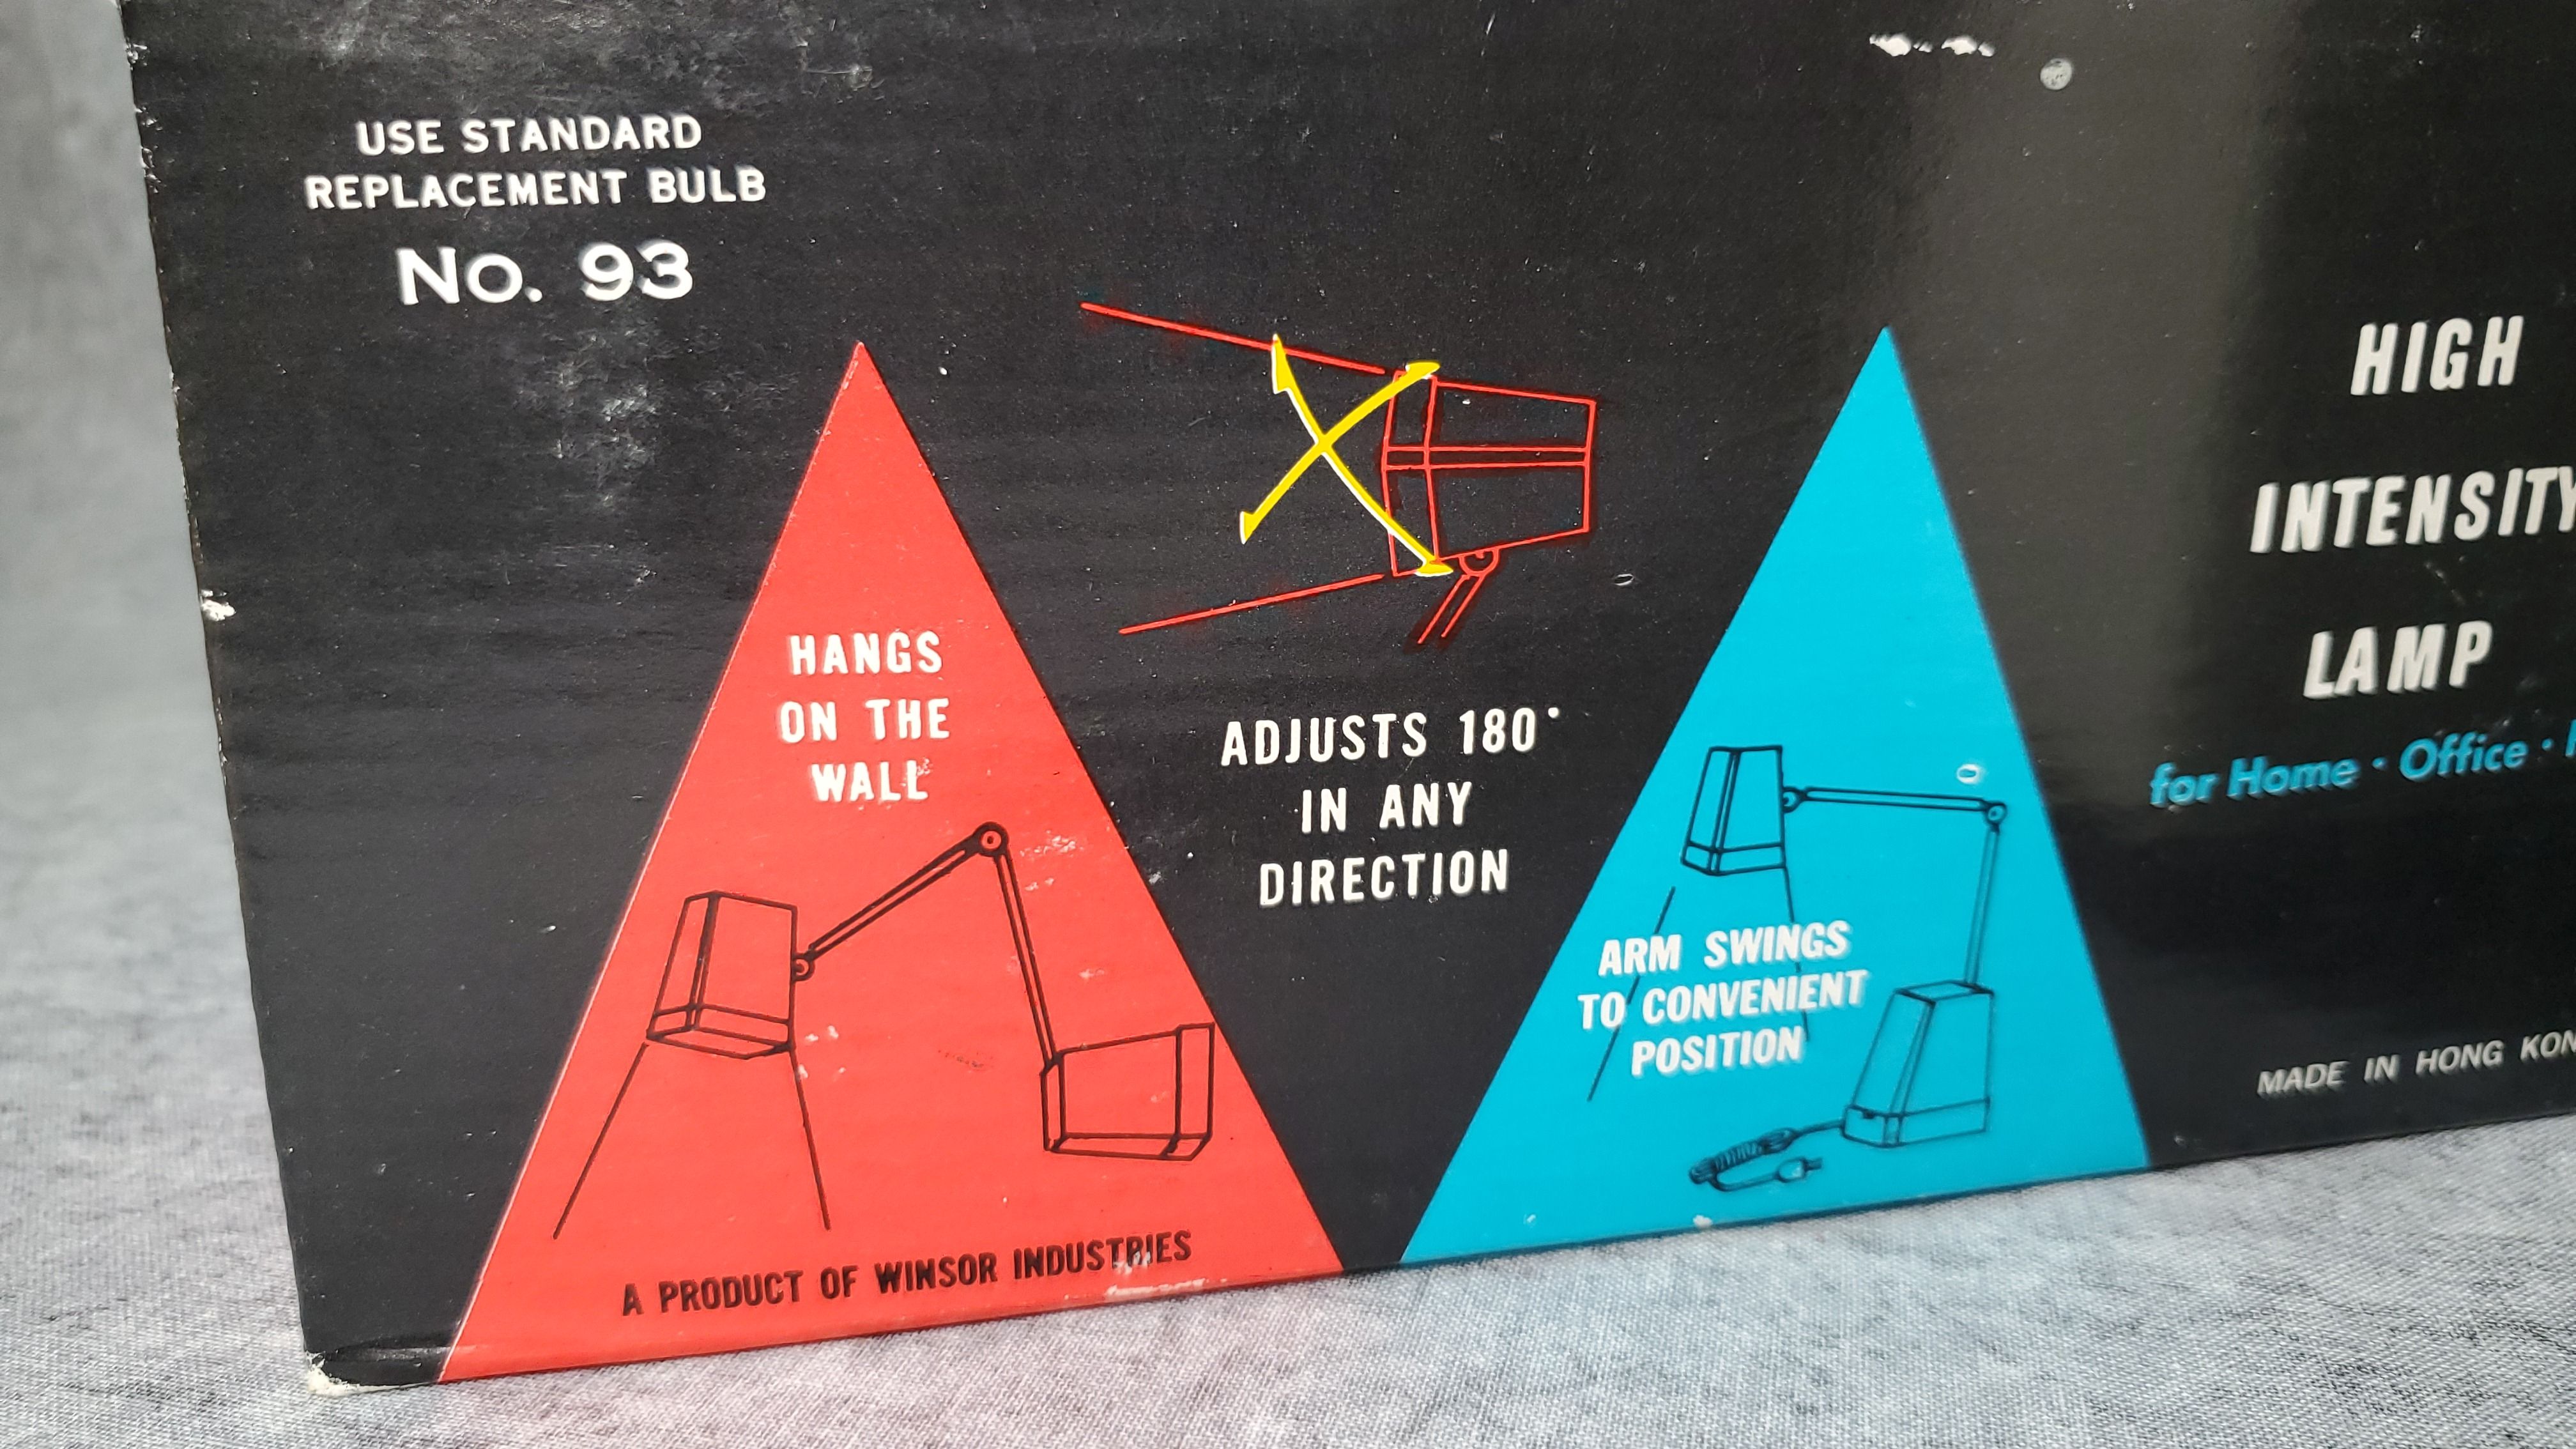 USE STANDARD
REPLACEMENT BULB
No. 93
HANGS
ON THE
WALL
A PRODUCT OF WINSOR INDUSTRIES
ADJUSTS 180°
IN ANY
DIRECTION
ARM SWINGS
TO CONVENIENT
POSITION
HIGH
INTENSITY
LAMP
for Home · Office ·
MADE IN HONG KON